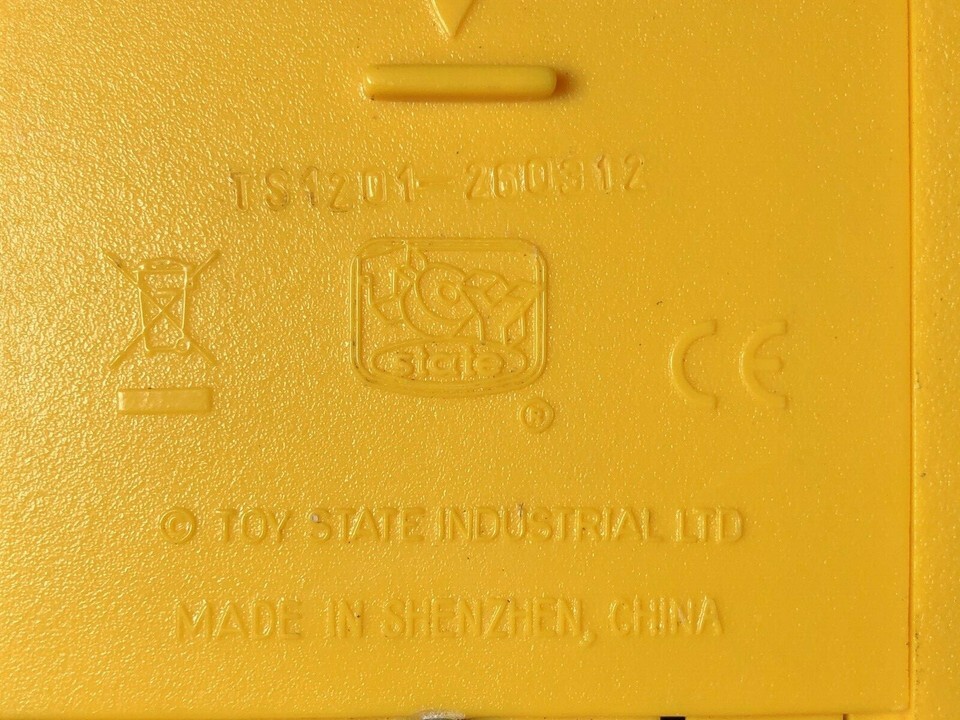 TS1201-260312
TOY
state
®
CE
© TOY STATE INDUSTRIAL LTD
MADE IN SHENZHEN, CHINA